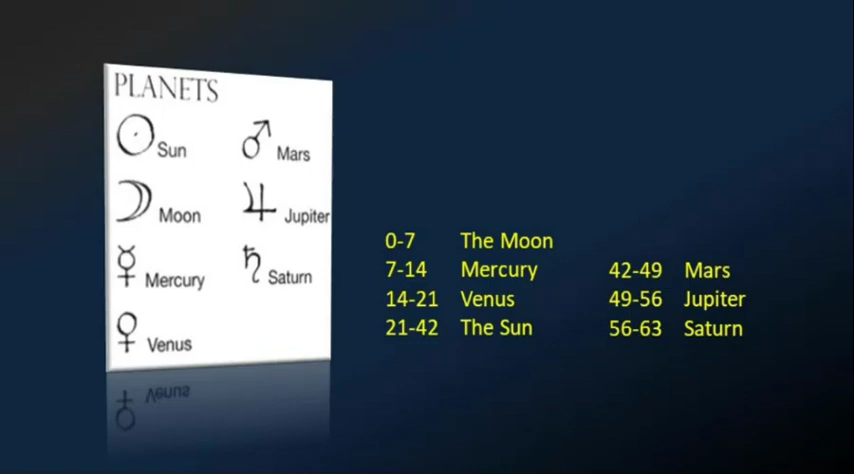 PLANETS
Sun
Mars
Moon
Jupiter
Mercury
Saturn
Venus
0-7 The Moon
7-14 Mercury
14-21 Venus
21-42 The Sun
42-49 Mars
49-56 Jupiter
56-63 Saturn